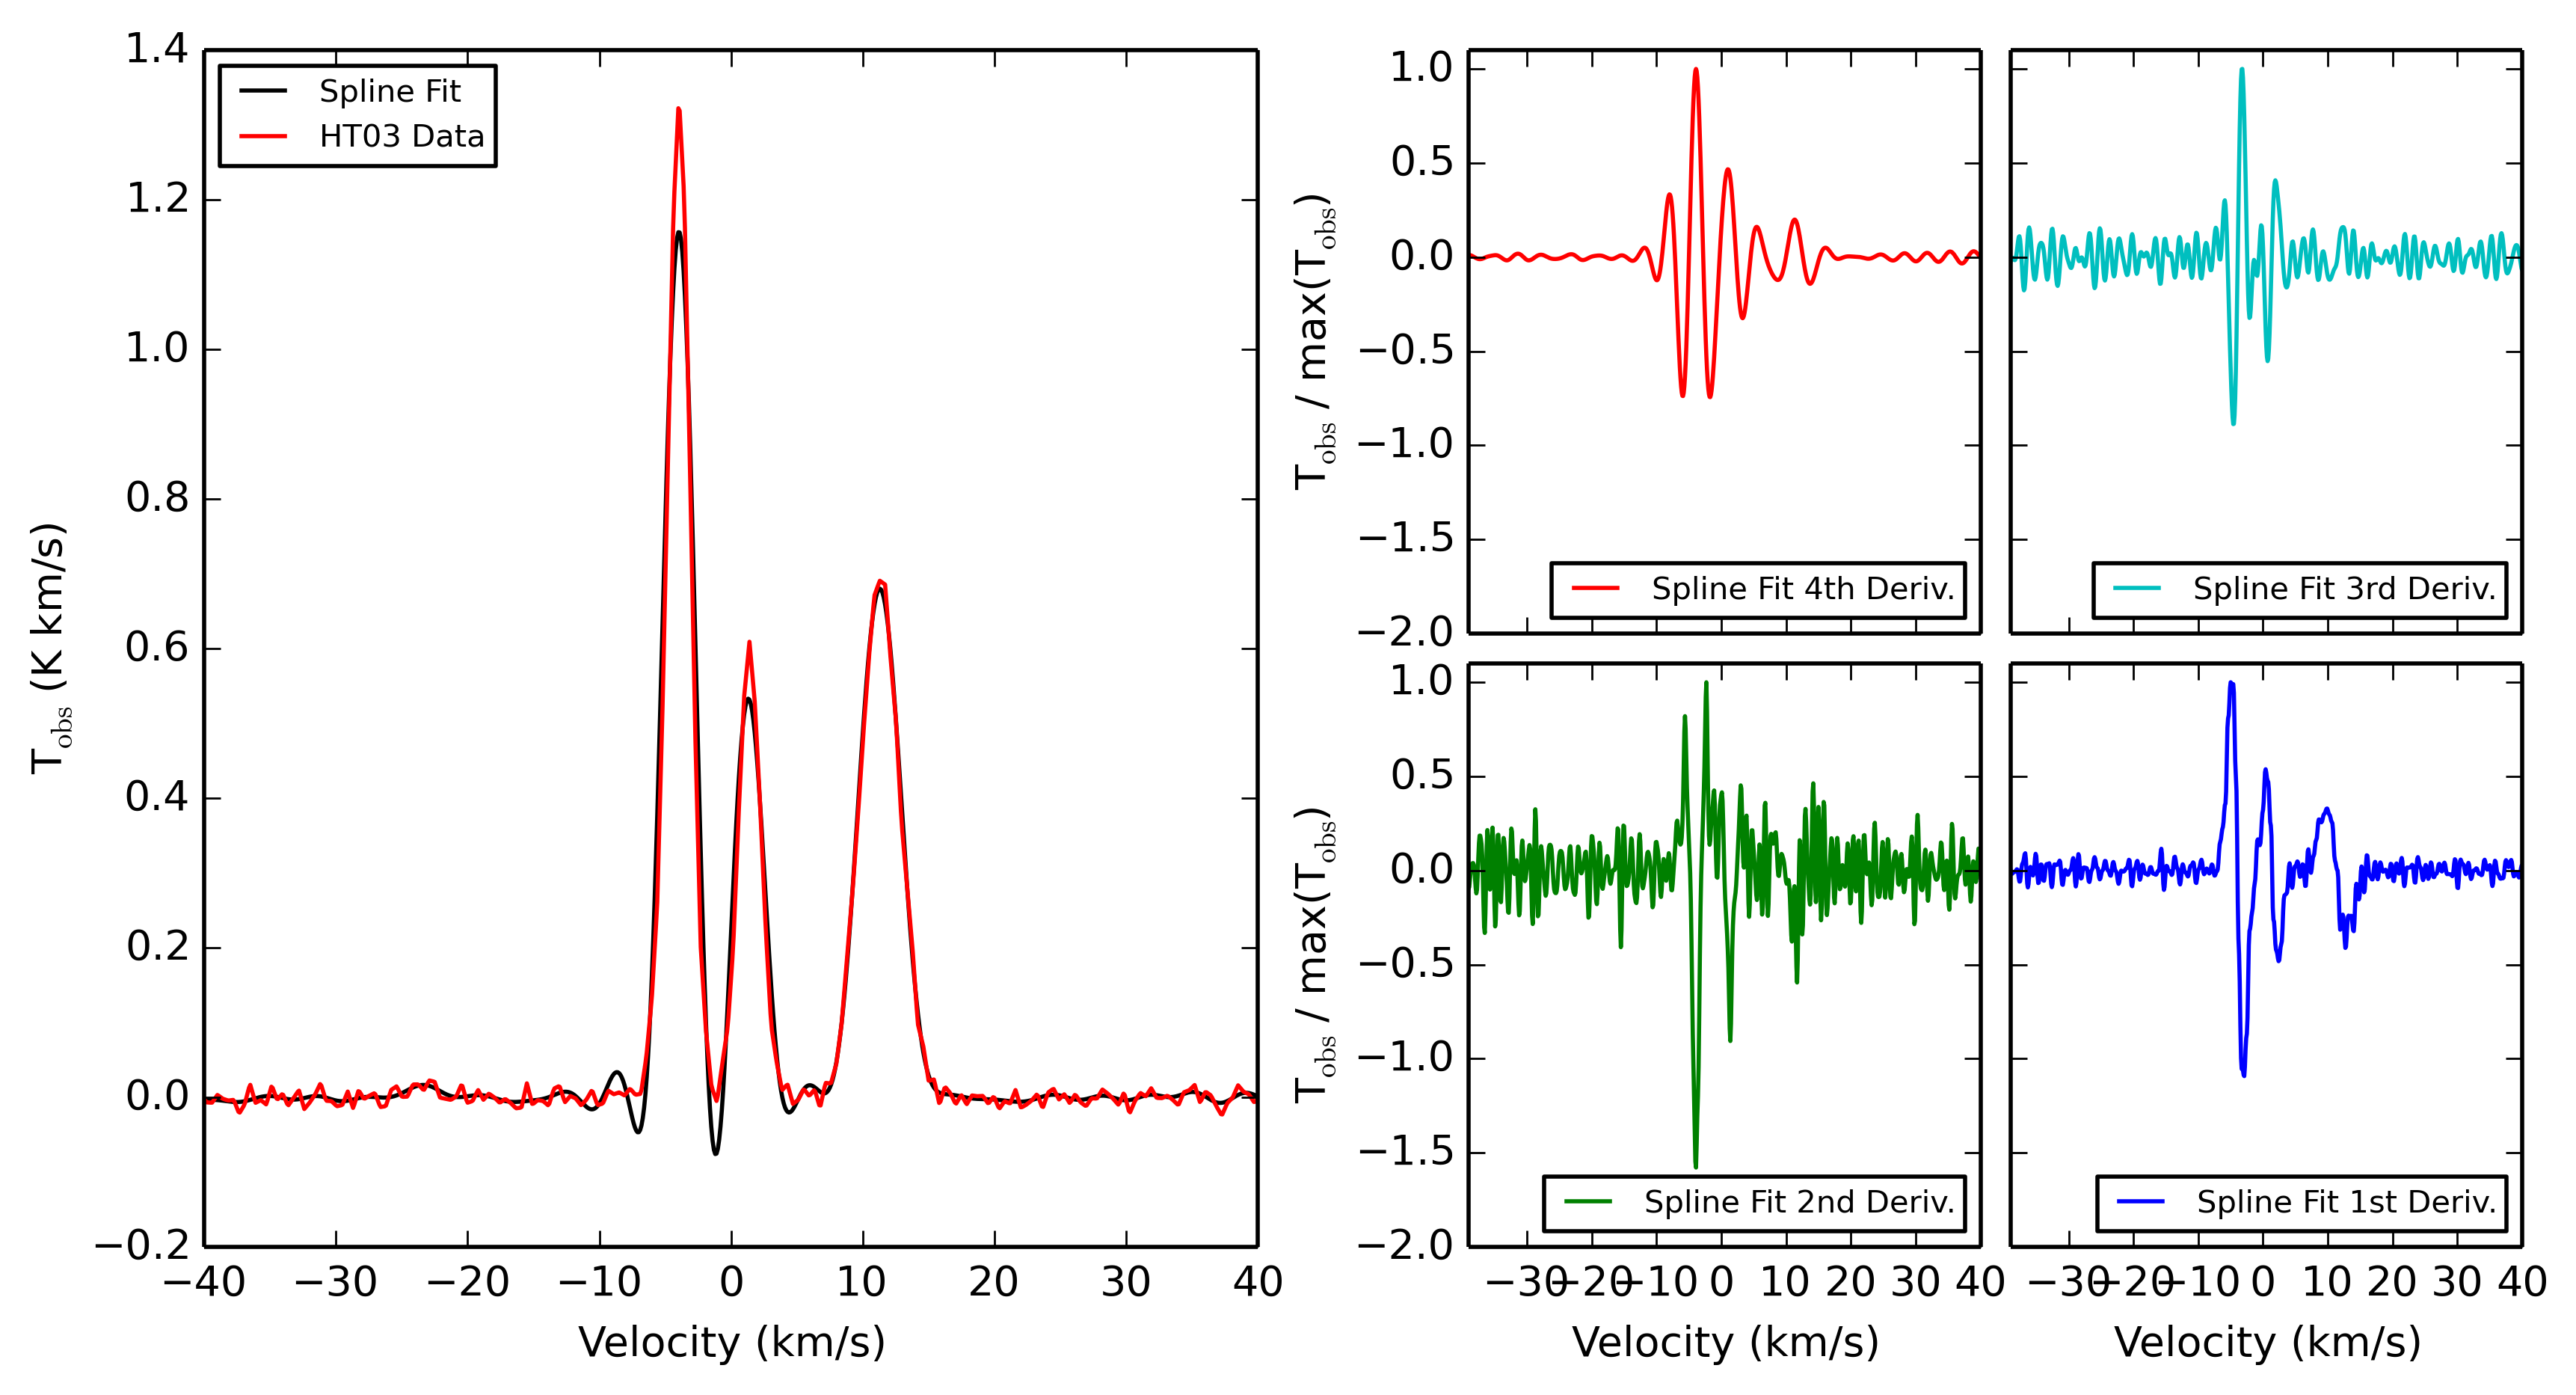 1.4
1.2
1.0
0.8
0.6
0.4
0.2
0.0
−0.2
T_obs (K km/s)
Spline Fit
HT03 Data
−40 −30 −20 −10 0 10 20 30 40
Velocity (km/s)
1.0
0.5
0.0
−0.5
−1.0
−1.5
−2.0
T_obs / max(T_obs)
Spline Fit 4th Deriv.
Spline Fit 3rd Deriv.
1.0
0.5
0.0
−0.5
−1.0
−1.5
−2.0
T_obs / max(T_obs)
Spline Fit 2nd Deriv.
Spline Fit 1st Deriv.
−30 −20 −10 0 10 20 30 40
Velocity (km/s)
−30 −20 −10 0 10 20 30 40
Velocity (km/s)